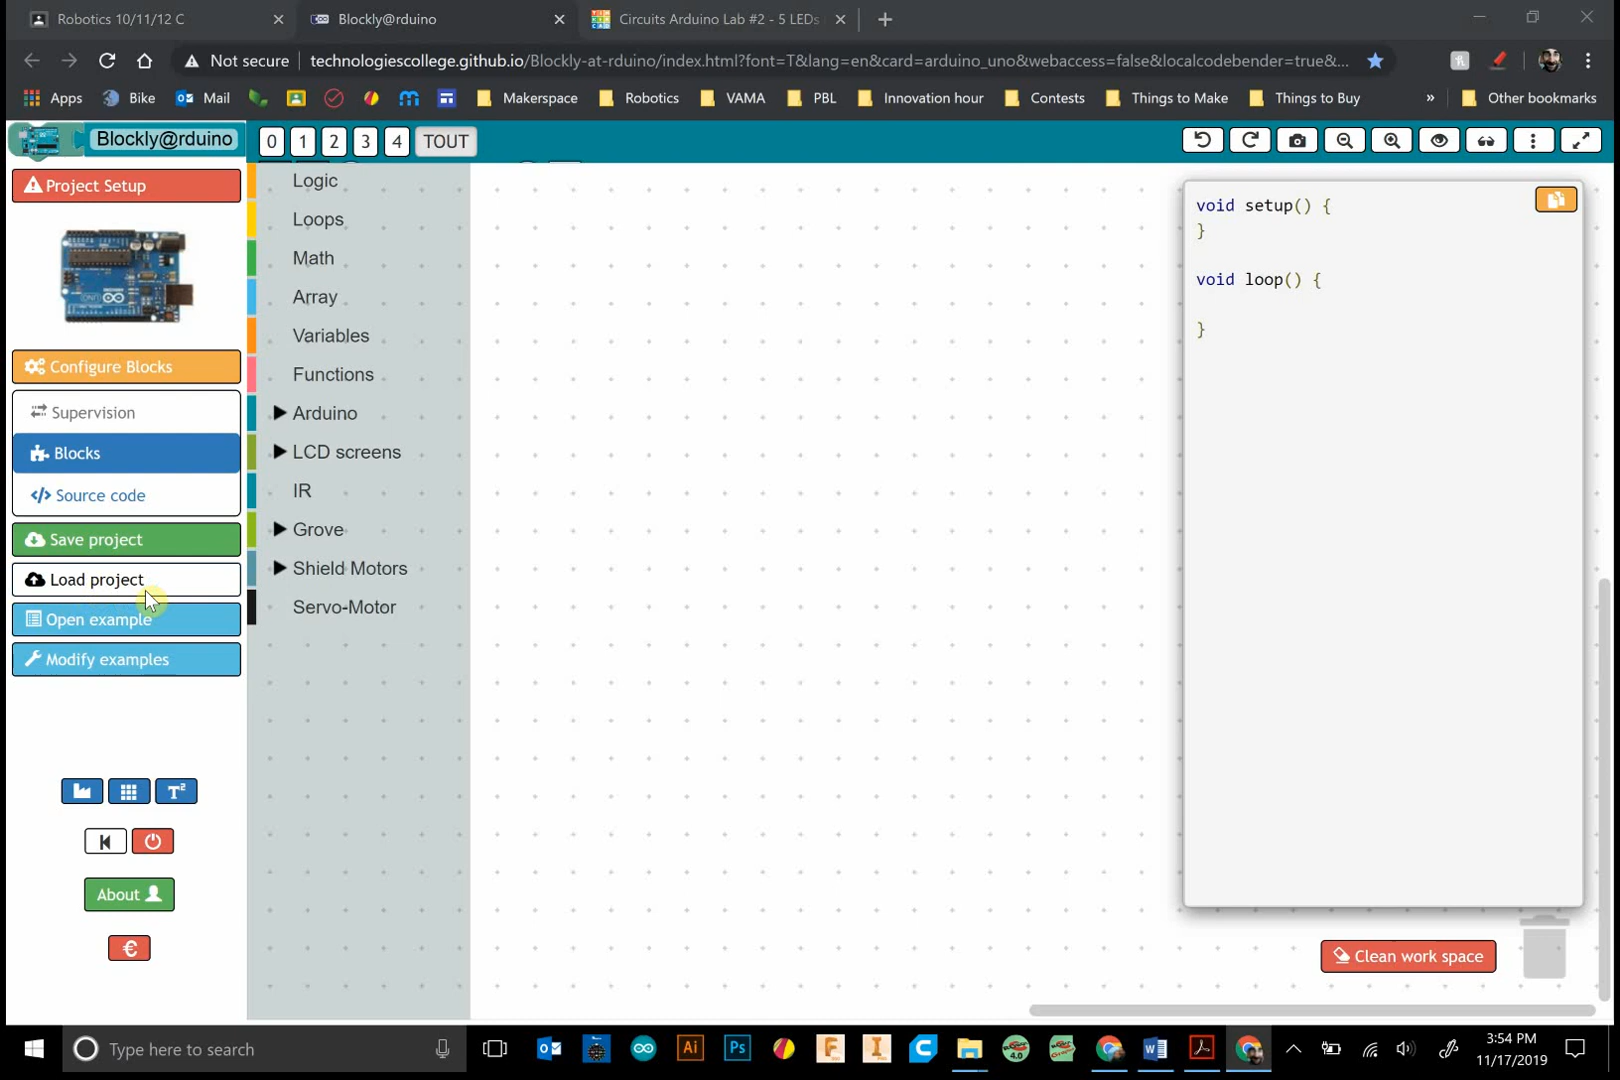 Robotics 10/11/12 C
Blockly@rduino
Circuits Arduino Lab #2 - 5 LEDs
Not secure
technologiescollege.github.io/Blockly-at-rduino/index.html?font=T&lang=en&card=arduino_uno&webaccess=false&localcodebender=true&...
Apps
Bike
Mail
Makerspace
Robotics
VAMA
PBL
Innovation hour
Contests
Things to Make
Things to Buy
»
Other bookmarks
Blockly@rduino
0
1
2
3
4
TOUT
Project Setup
Configure Blocks
Supervision
Blocks
Source code
Save project
Load project
Open example
Modify examples
T²
About
€
Logic
Loops
Math
Array
Variables
Functions
Arduino
LCD screens
IR
Grove
Shield Motors
Servo-Motor
void setup() {
}
void loop() {
}
Clean work space
Type here to search
Ai
Ps
3:54 PM
11/17/2019